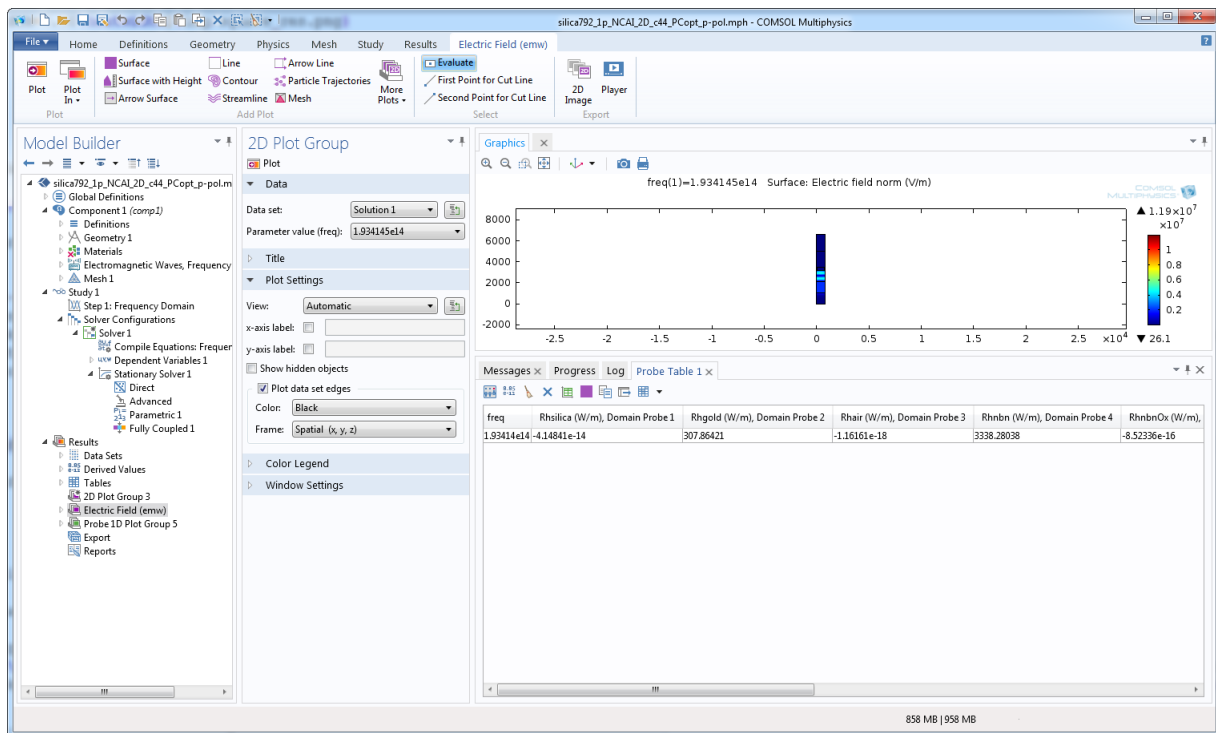 silica792_1p_NCAI_2D_c44_PCopt_p-pol.mph - COMSOL Multiphysics
File Home Definitions Geometry Physics Mesh Study Results Electric Field (emw)
Plot
Plot In
Surface
Surface with Height
Arrow Surface
Line
Contour
Streamline
Arrow Line
Particle Trajectories
Mesh
More Plots
Evaluate
First Point for Cut Line
Second Point for Cut Line
2D Image
Player
Plot Add Plot Select Export
Model Builder
silica792_1p_NCAI_2D_c44_PCopt_p-pol.m
Global Definitions
Component 1 (comp1)
Definitions
Geometry 1
Materials
Electromagnetic Waves, Frequency
Mesh 1
Study 1
Step 1: Frequency Domain
Solver Configurations
Solver 1
Compile Equations: Frequer
Dependent Variables 1
Stationary Solver 1
Direct
Advanced
Parametric 1
Fully Coupled 1
Results
Data Sets
Derived Values
Tables
2D Plot Group 3
Electric Field (emw)
Probe 1D Plot Group 5
Export
Reports
2D Plot Group
Plot
Data
Data set: Solution 1
Parameter value (freq): 1.934145e14
Title
Plot Settings
View: Automatic
x-axis label:
y-axis label:
Show hidden objects
Plot data set edges
Color: Black
Frame: Spatial (x, y, z)
Color Legend
Window Settings
Graphics
freq(1)=1.934145e14 Surface: Electric field norm (V/m)
COMSOL
MULTIPHYSICS
8000
6000
4000
2000
0
-2000
-2.5 -2 -1.5 -1 -0.5 0 0.5 1 1.5 2 2.5 ×10⁴
▲ 1.19×10⁷
×10⁷
1
0.8
0.6
0.4
0.2
▼ 26.1
Messages Progress Log Probe Table 1
freq Rhsilica (W/m), Domain Probe 1 Rhgold (W/m), Domain Probe 2 Rhair (W/m), Domain Probe 3 Rhnbn (W/m), Domain Probe 4 RhnbnOx (W/m),
1.93414e14 -4.14841e-14 307.86421 -1.16161e-18 3338.28038 -8.52336e-16
858 MB | 958 MB